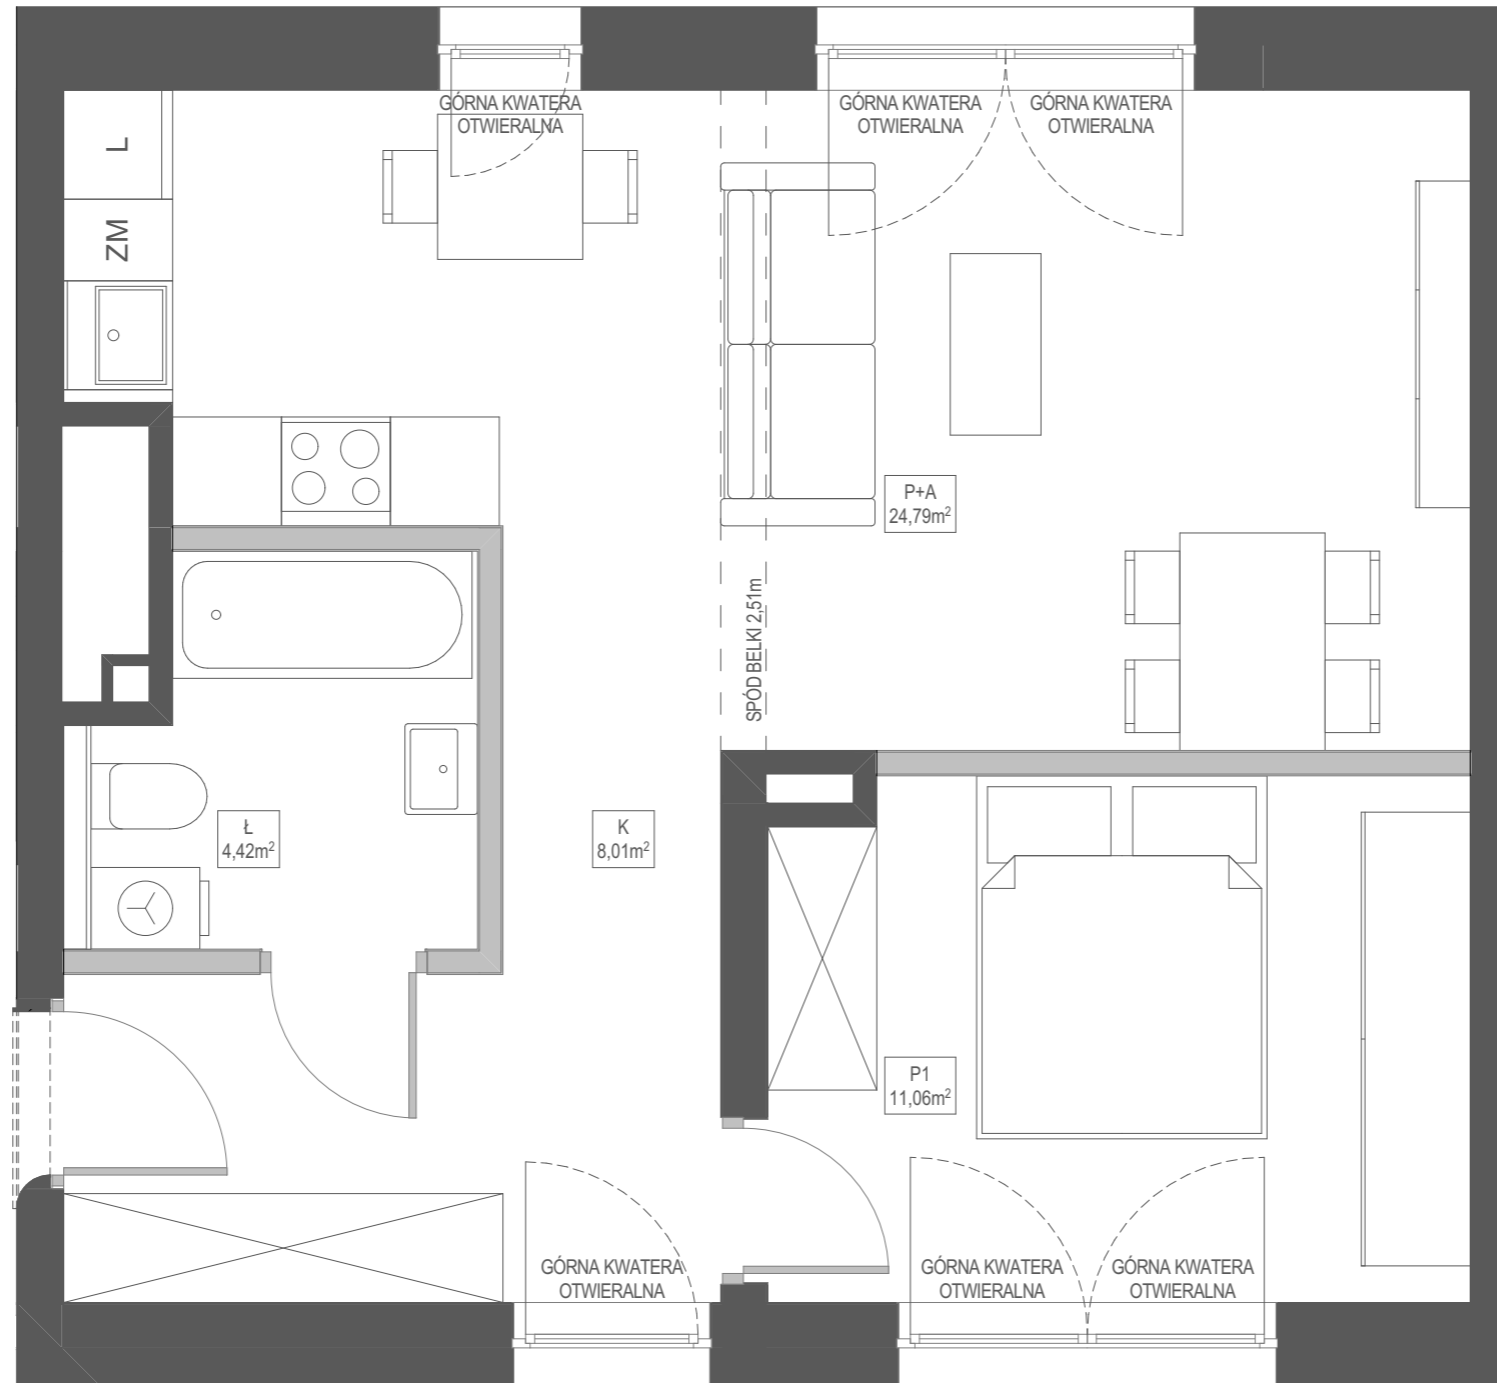 GÓRNA KWATERA
OTWIERALNA
GÓRNA KWATERA
OTWIERALNA
GÓRNA KWATERA
OTWIERALNA
L
ZM
P+A
24,79m²
SPÓD BELKI 2,51m
Ł
4,42m²
K
8,01m²
P1
11,06m²
GÓRNA KWATERA
OTWIERALNA
GÓRNA KWATERA
OTWIERALNA
GÓRNA KWATERA
OTWIERALNA